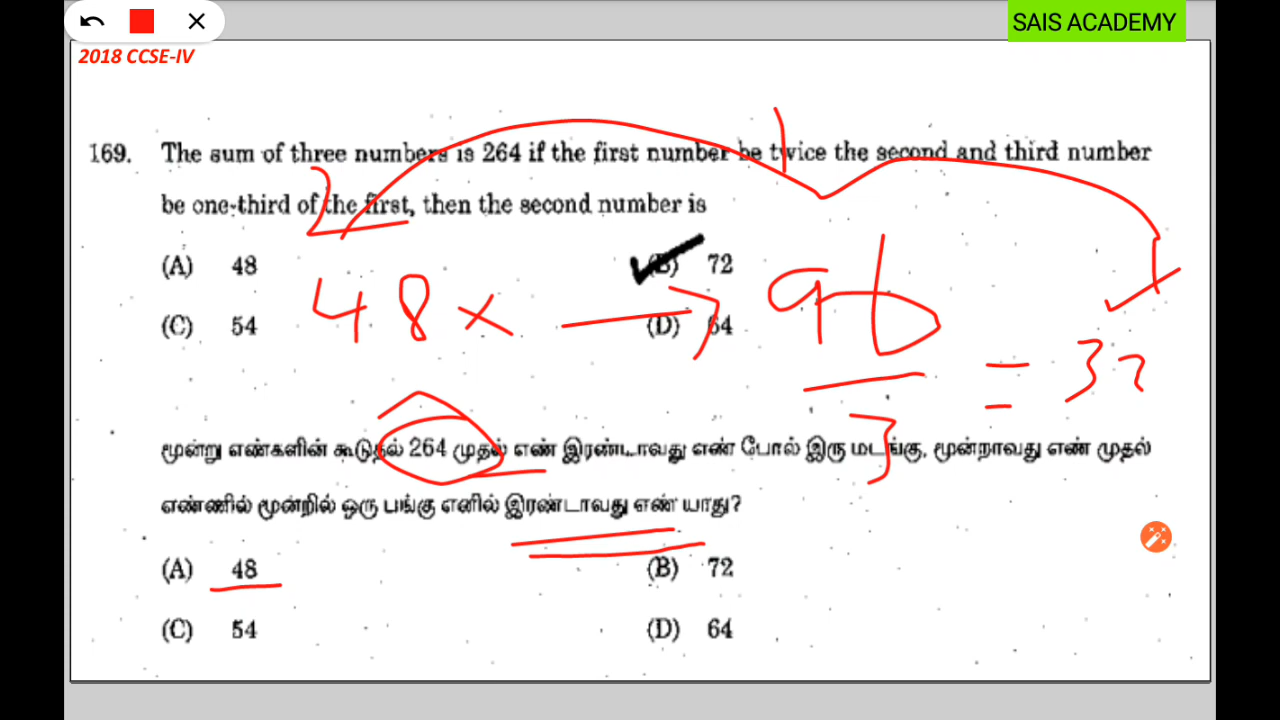 SAIS ACADEMY
2018 CCSE-IV
169. The sum of three numbers is 264 if the first number be twice the second and third number
be one-third of the first, then the second number is
(A) 48 (B) 72
(C) 54 (D) 64
2 1
48 × → 96
3
= 32
மூன்று எண்களின் கூடுதல் 264 முதல் எண் இரண்டாவது எண் போல் இரு மடங்கு, மூன்றாவது எண் முதல்
எண்ணில் மூன்றில் ஒரு பங்கு எனில் இரண்டாவது எண் யாது?
(A) 48 (B) 72
(C) 54 (D) 64